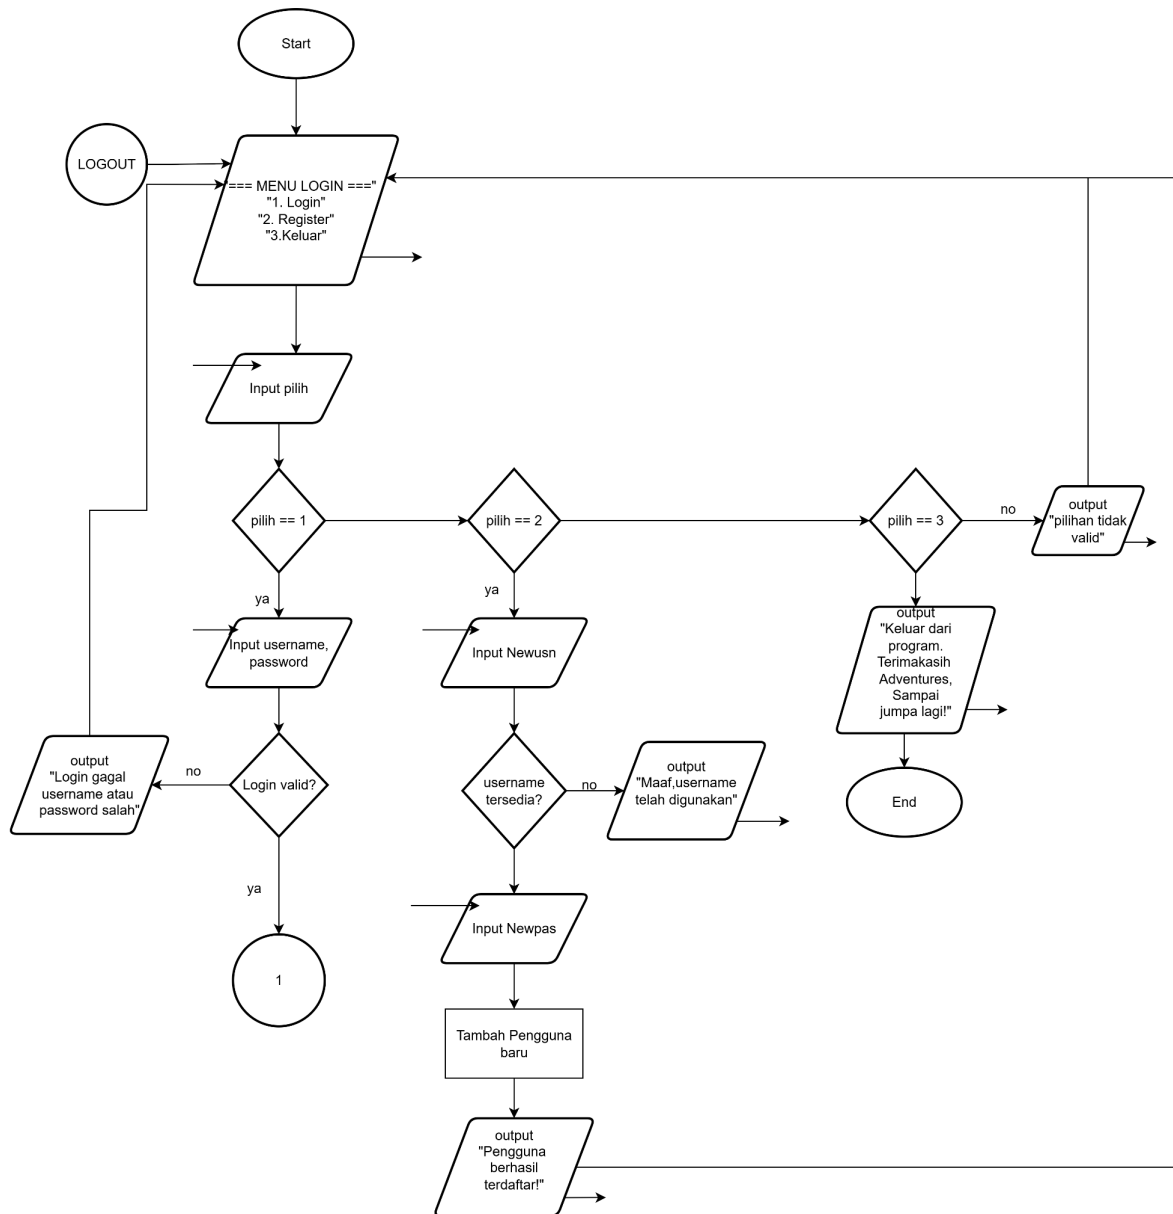 Start
LOGOUT
"=== MENU LOGIN ==="
"1. Login"
"2. Register"
"3.Keluar"
Input pilih
pilih == 1
pilih == 2
pilih == 3
no
output
"pilihan tidak
valid"
ya
ya
Input username,
password
Input Newusn
output
"Keluar dari
program.
Terimakasih
Adventures,
Sampai
jumpa lagi!"
output
"Login gagal
username atau
password salah"
no
Login valid?
username
tersedia?
no
output
"Maaf,username
telah digunakan"
End
ya
Input Newpas
1
Tambah Pengguna
baru
output
"Pengguna
berhasil
terdaftar!"